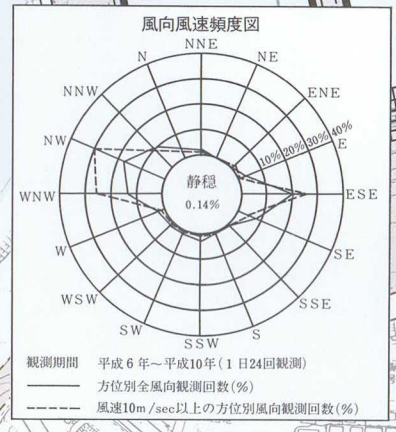 風向風速頻度図
NNE
N
NE
NNW
ENE
NW
10% 20% 30% 40%
E
静穏
0.14%
WNW
ESE
W
SE
WSW
SSE
SW
S
SSW
観測期間 平成6年～平成10年(1日24回観測)
方位別全風向観測回数(%)
風速10m/sec以上の方位別風向観測回数(%)